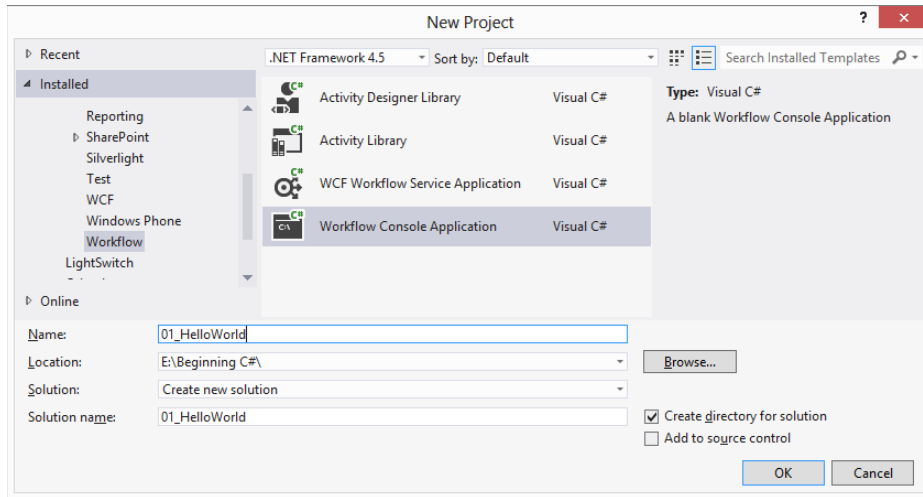 New Project
? ×
Recent
Installed
Reporting
SharePoint
Silverlight
Test
WCF
Windows Phone
Workflow
LightSwitch
Online
.NET Framework 4.5 Sort by: Default
Search Installed Templates
C# Activity Designer Library Visual C#
C# Activity Library Visual C#
C# WCF Workflow Service Application Visual C#
C# C:\ Workflow Console Application Visual C#
Type: Visual C#
A blank Workflow Console Application
Name: 01_HelloWorld
Location: E:\Beginning C#\ Browse...
Solution: Create new solution
Solution name: 01_HelloWorld
Create directory for solution
Add to source control
OK Cancel